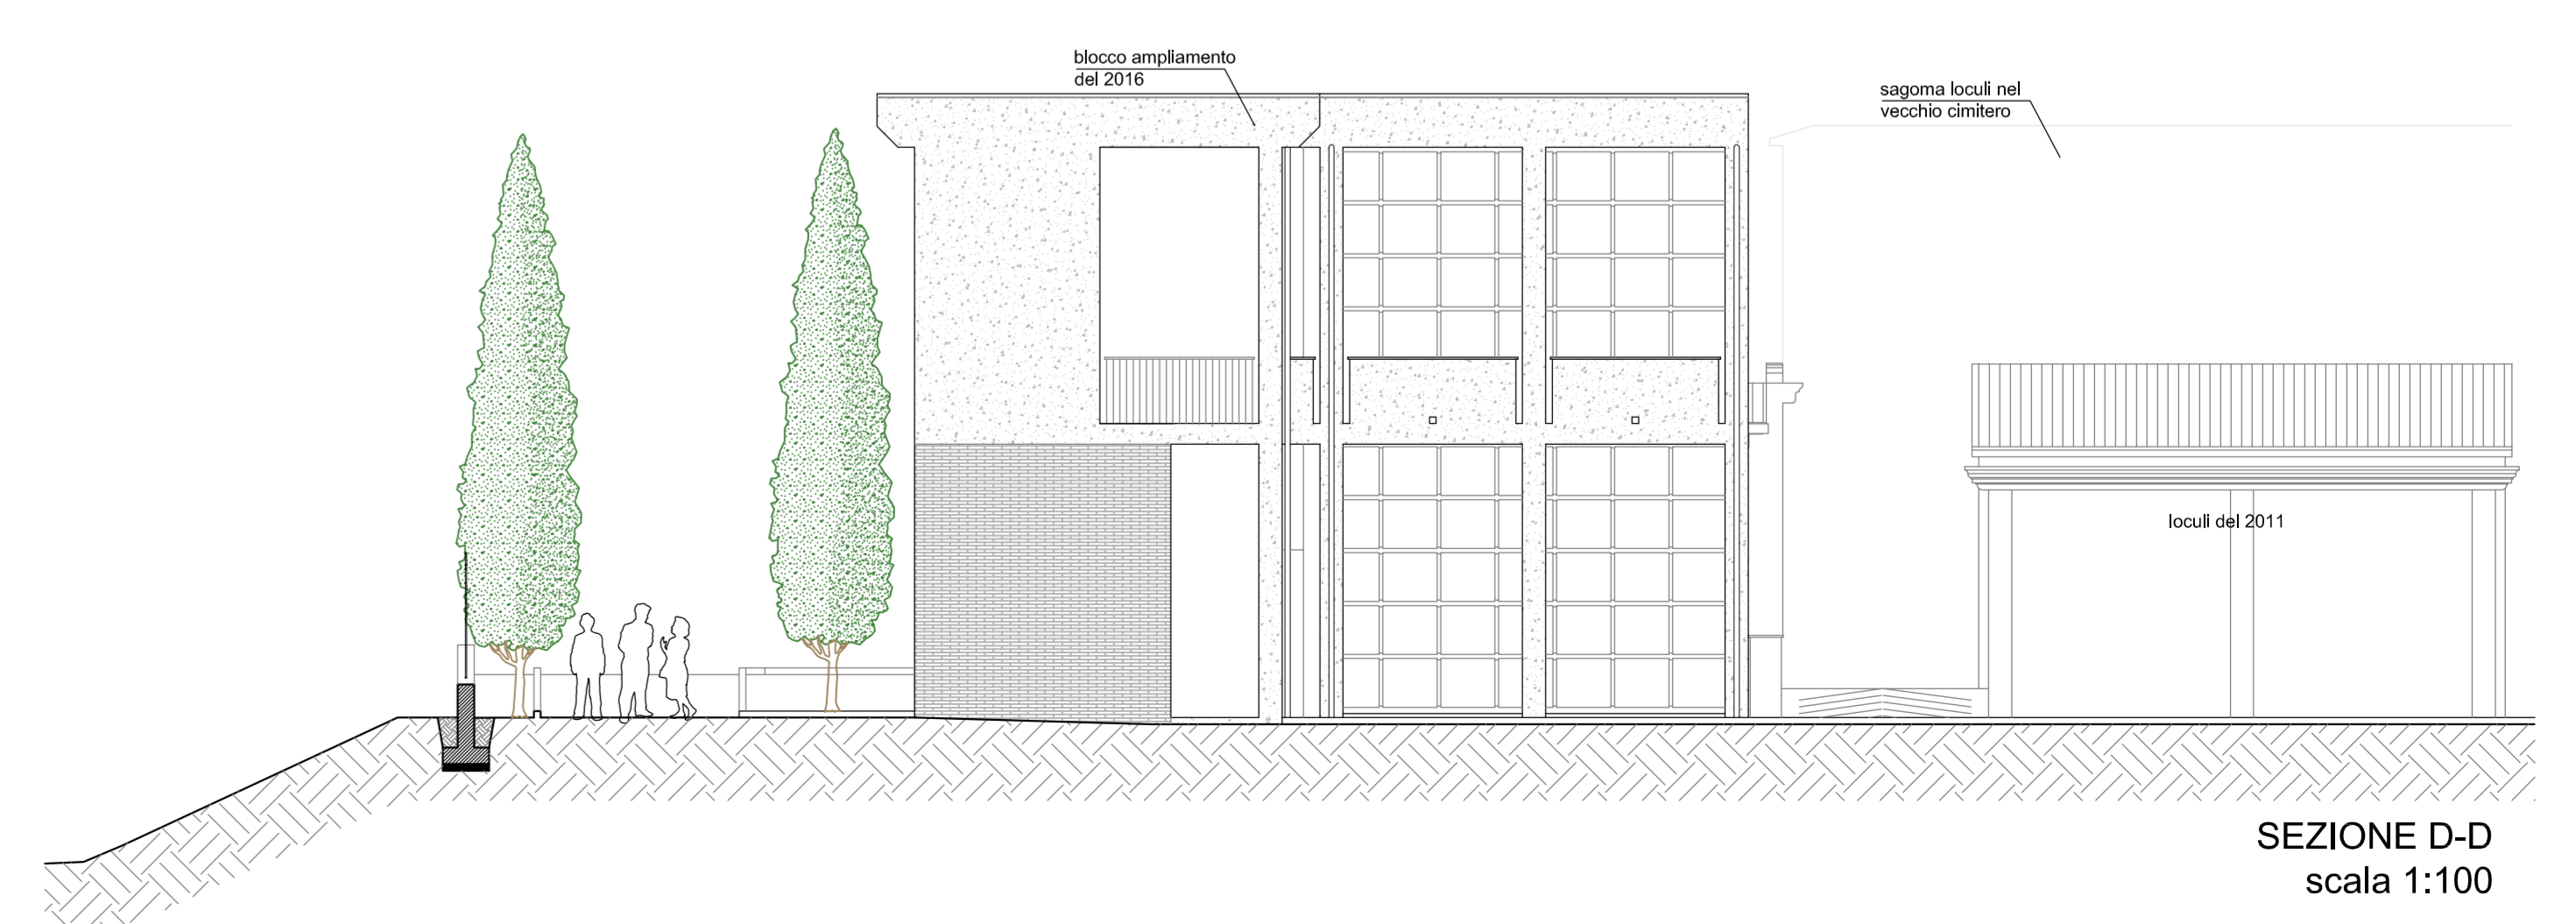 blocco ampliamento
del 2016
sagoma loculi nel
vecchio cimitero
loculi del 2011
SEZIONE D-D
scala 1:100